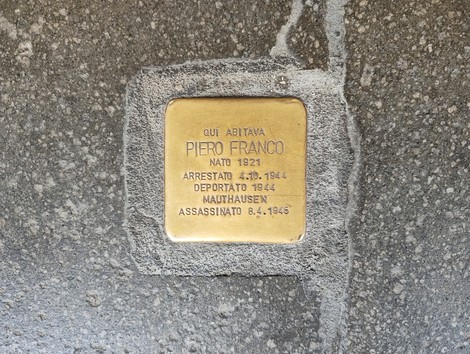 QUI ABITAVA
PIERO FRANCO
NATO 1921
ARRESTATO 4.10.1944
DEPORTATO 1944
MAUTHAUSEN
ASSASSINATO 8.4.1945